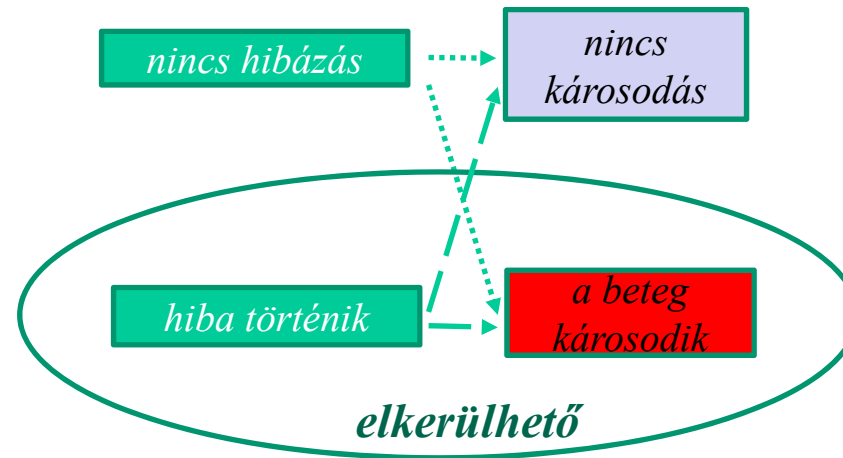 nincs hibázás
nincs
károsodás
hiba történik
a beteg
károsodik
elkerülhető